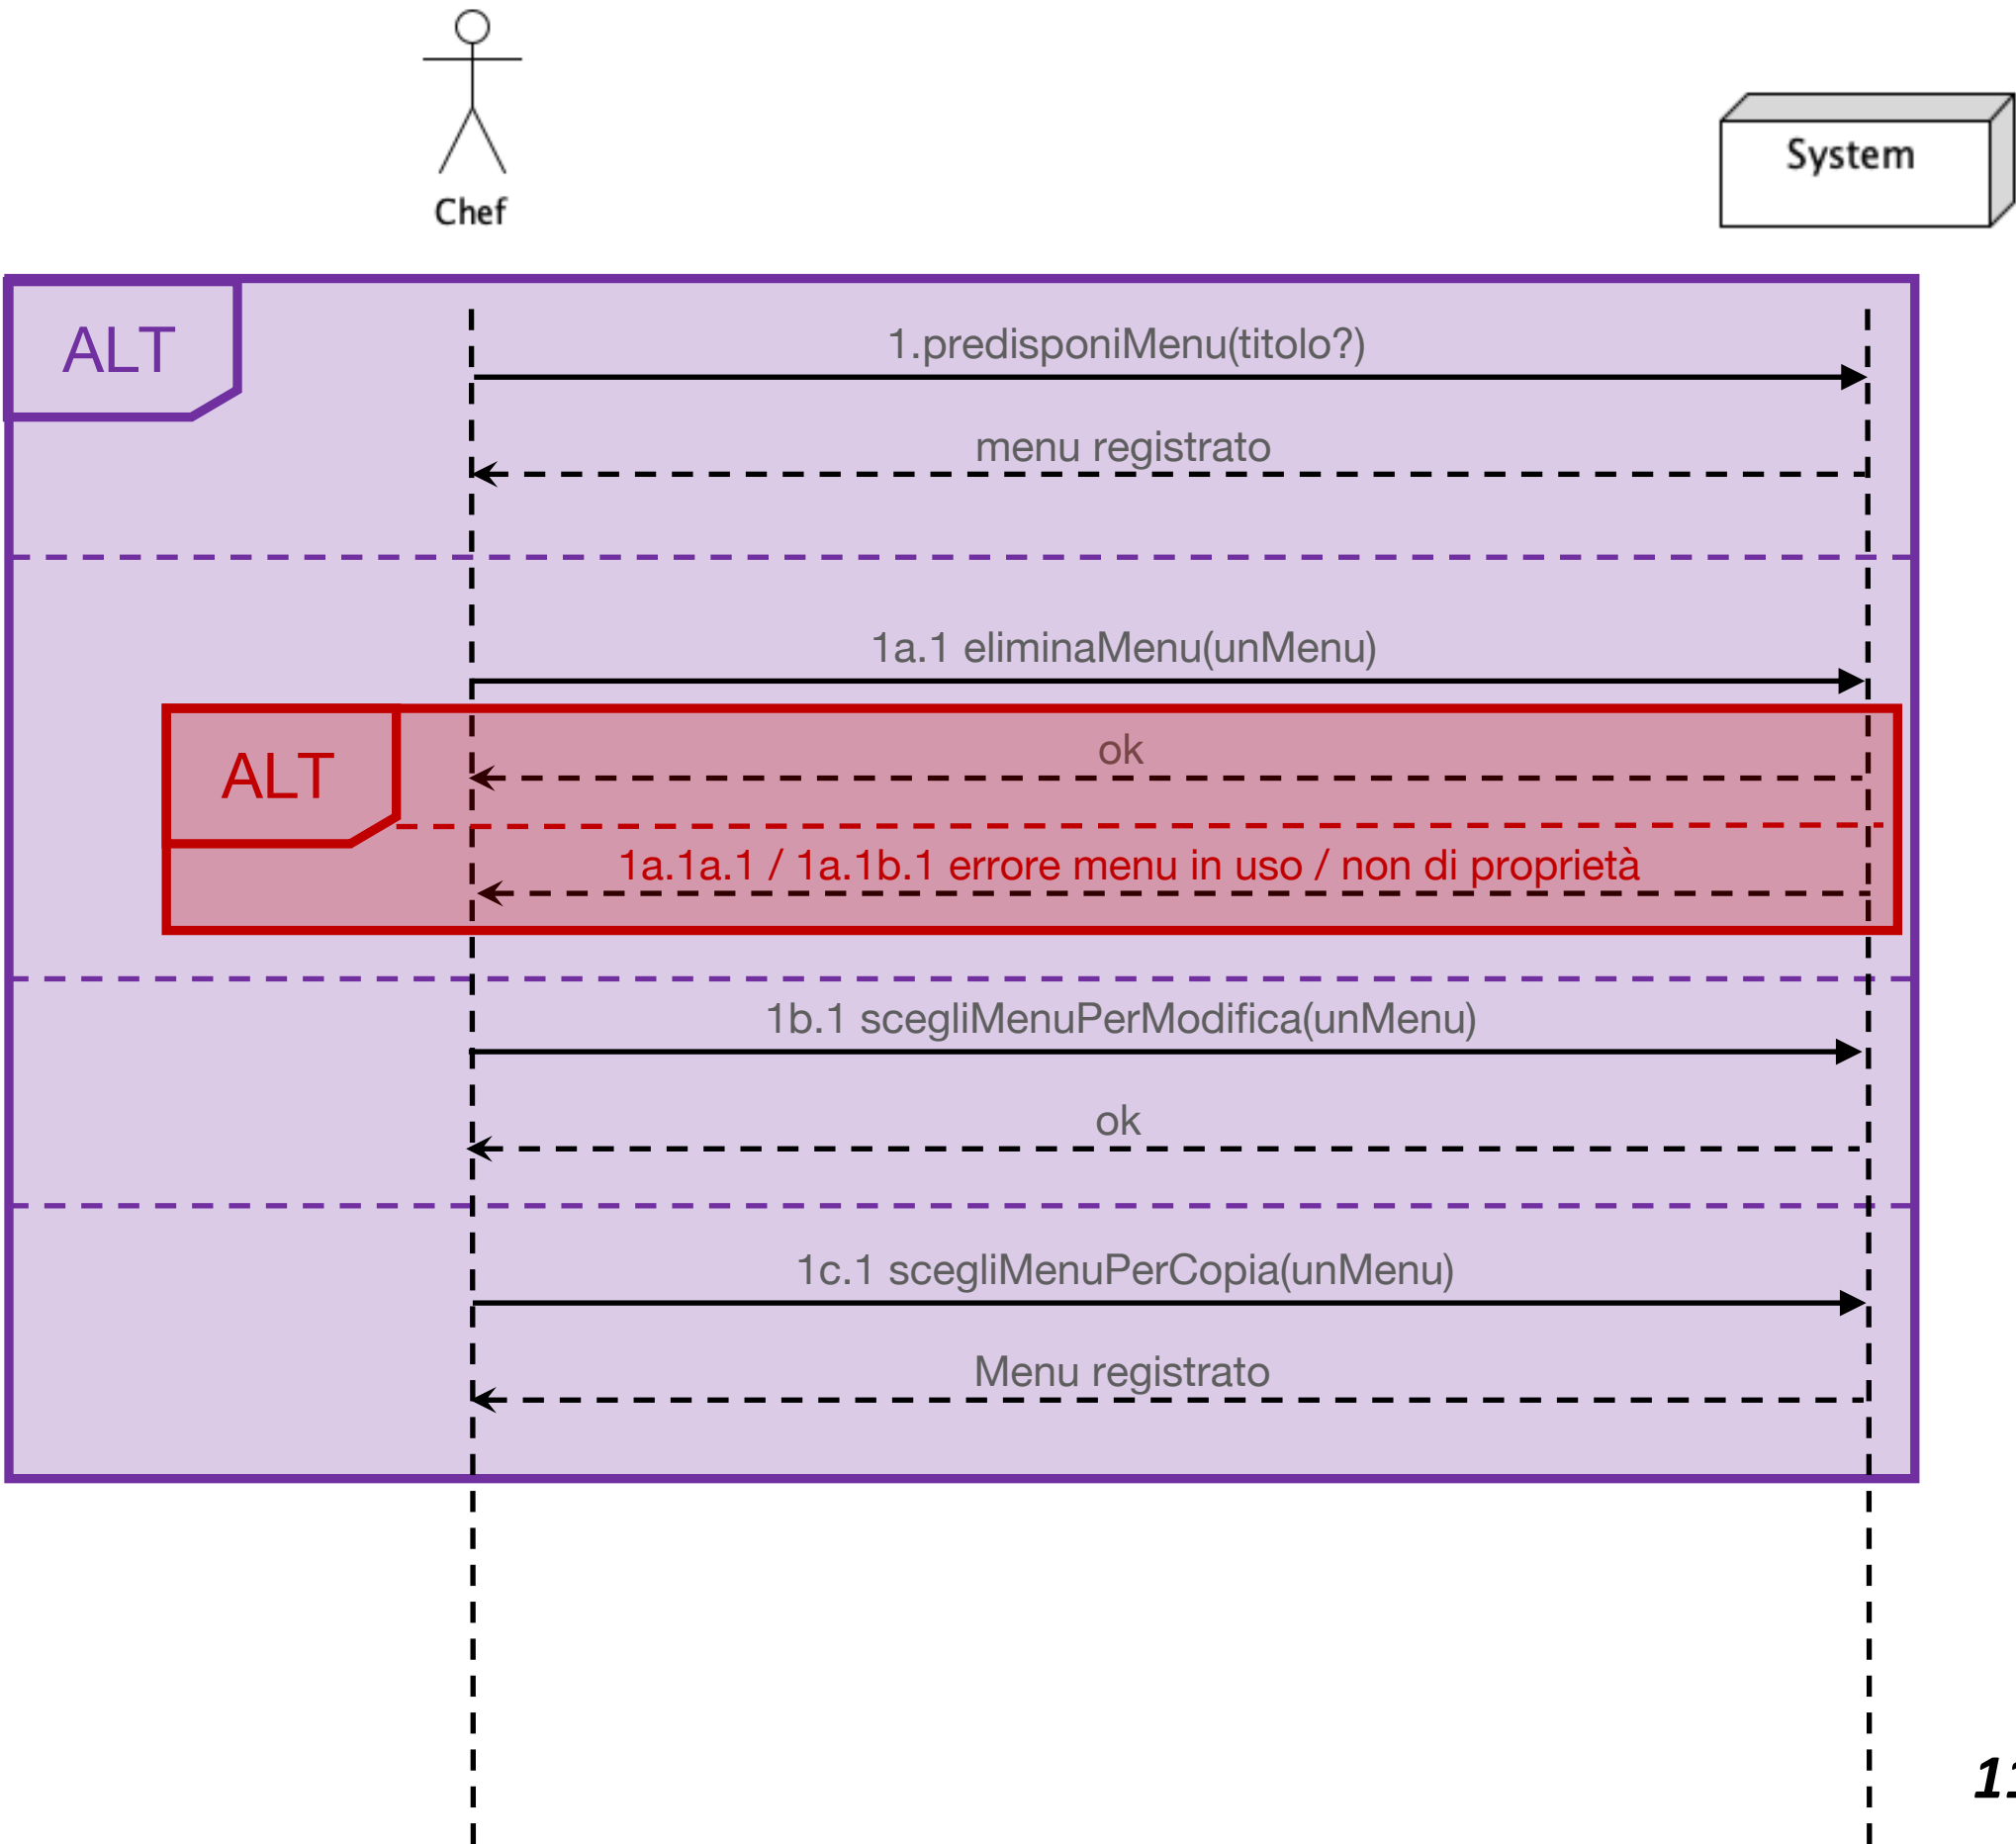 Chef
System
ALT
1.predisponiMenu(titolo?)
menu registrato
1a.1 eliminaMenu(unMenu)
ALT
ok
1a.1a.1 / 1a.1b.1 errore menu in uso / non di proprietà
1b.1 scegliMenuPerModifica(unMenu)
ok
1c.1 scegliMenuPerCopia(unMenu)
Menu registrato
11